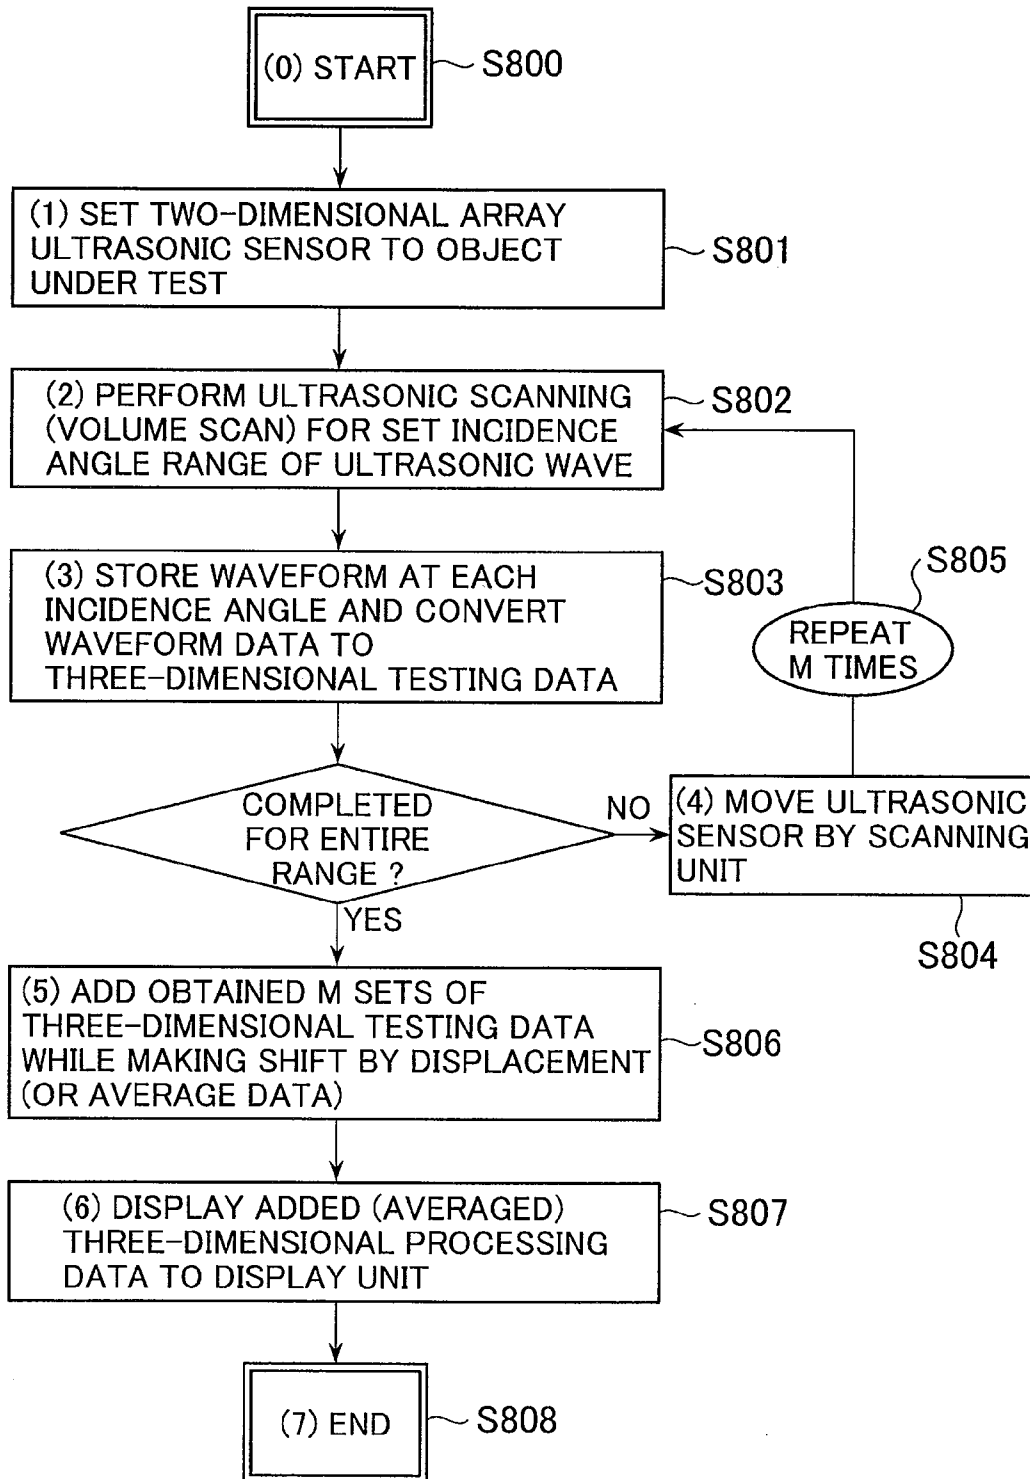 (0) START
S800
(1) SET TWO-DIMENSIONAL ARRAY
ULTRASONIC SENSOR TO OBJECT
UNDER TEST
S801
(2) PERFORM ULTRASONIC SCANNING
(VOLUME SCAN) FOR SET INCIDENCE
ANGLE RANGE OF ULTRASONIC WAVE
S802
(3) STORE WAVEFORM AT EACH
INCIDENCE ANGLE AND CONVERT
WAVEFORM DATA TO
THREE-DIMENSIONAL TESTING DATA
S803
S805
REPEAT
M TIMES
COMPLETED
FOR ENTIRE
RANGE ?
NO
(4) MOVE ULTRASONIC
SENSOR BY SCANNING
UNIT
S804
YES
(5) ADD OBTAINED M SETS OF
THREE-DIMENSIONAL TESTING DATA
WHILE MAKING SHIFT BY DISPLACEMENT
(OR AVERAGE DATA)
S806
(6) DISPLAY ADDED (AVERAGED)
THREE-DIMENSIONAL PROCESSING
DATA TO DISPLAY UNIT
S807
(7) END
S808